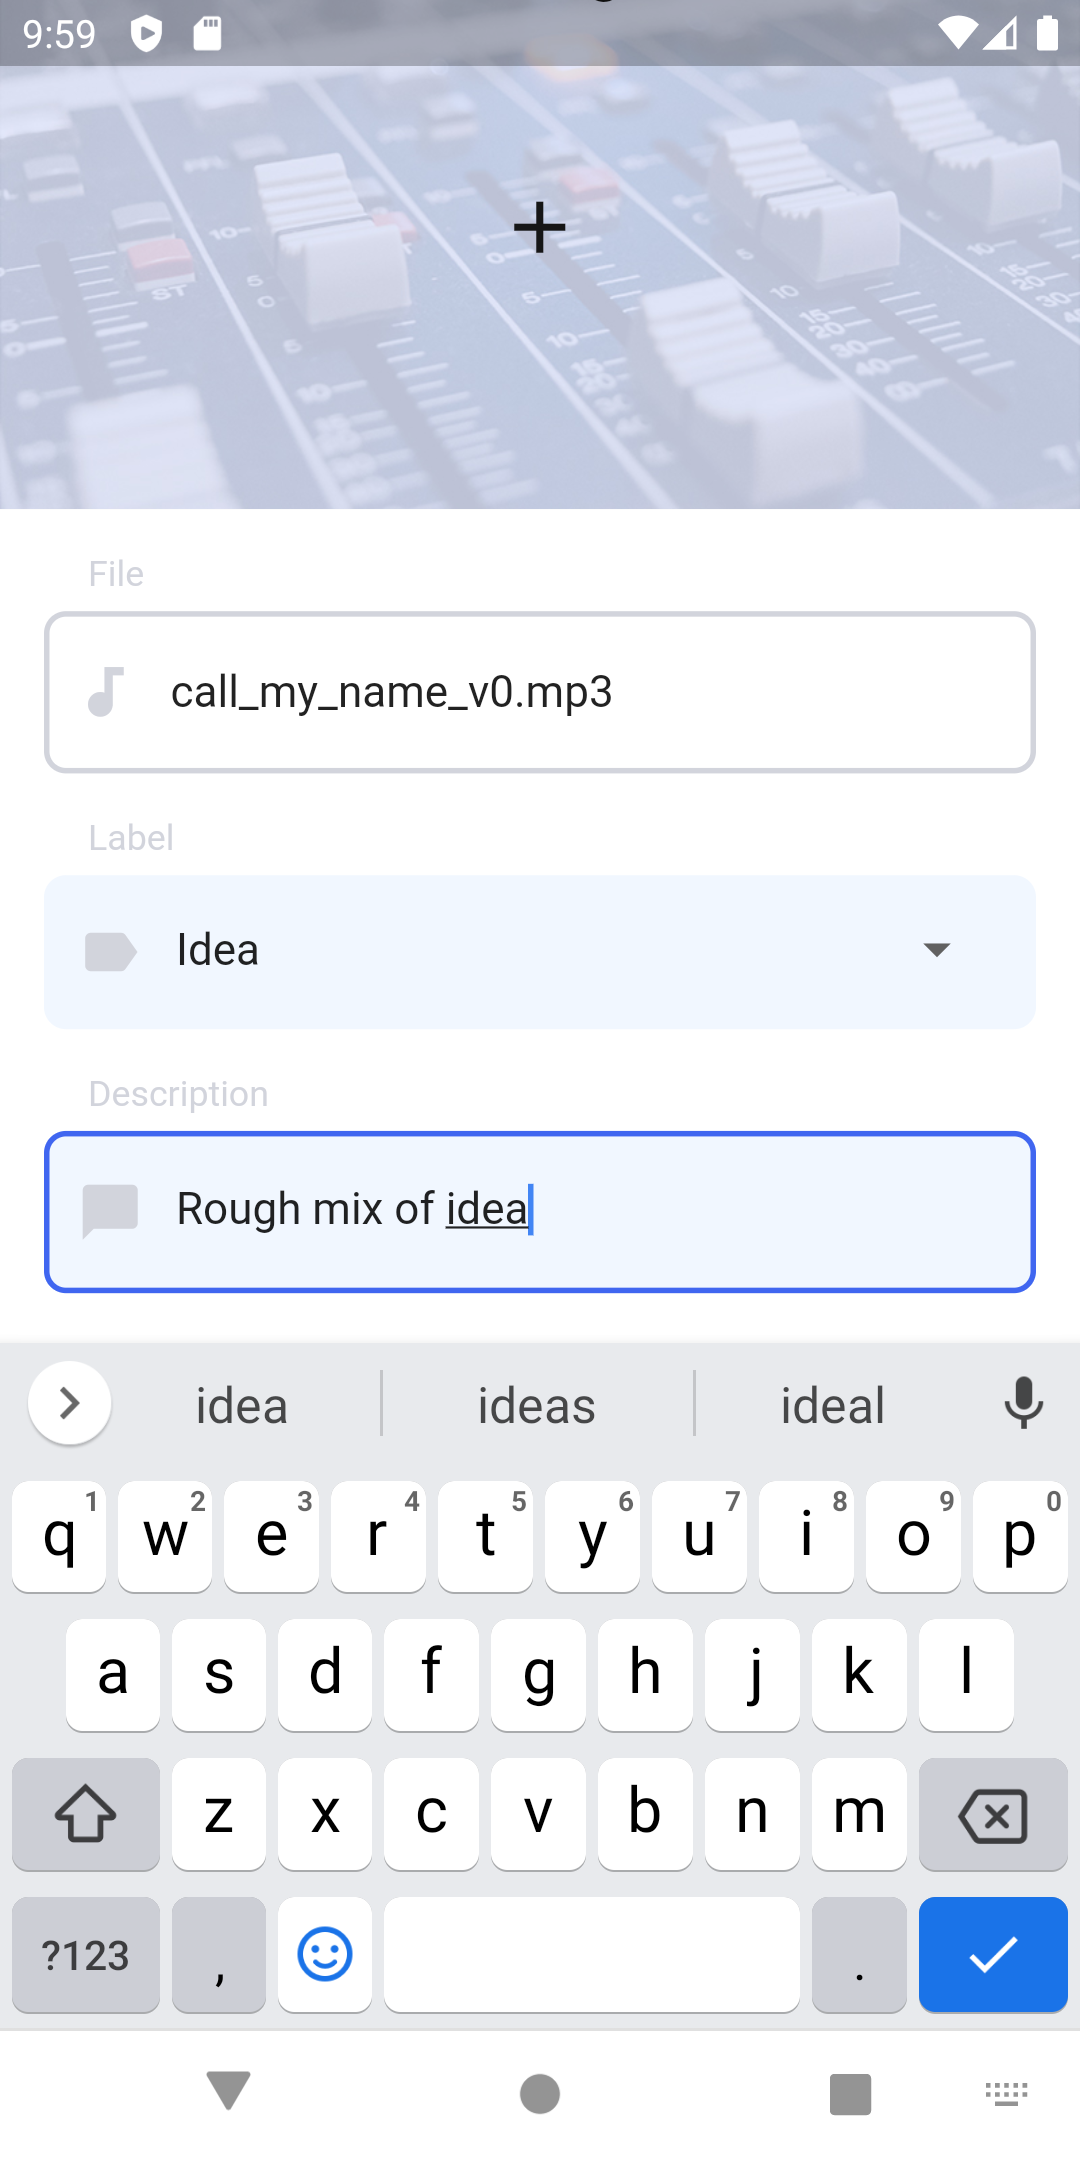 9:59
File
call_my_name_v0.mp3
Label
Idea
Description
Rough mix of idea
idea ideas ideal
q 1 w 2 e 3 r 4 t 5 y 6 u 7 i 8 o 9 p 0
a s d f g h j k l
z x c v b n m
?123 , .